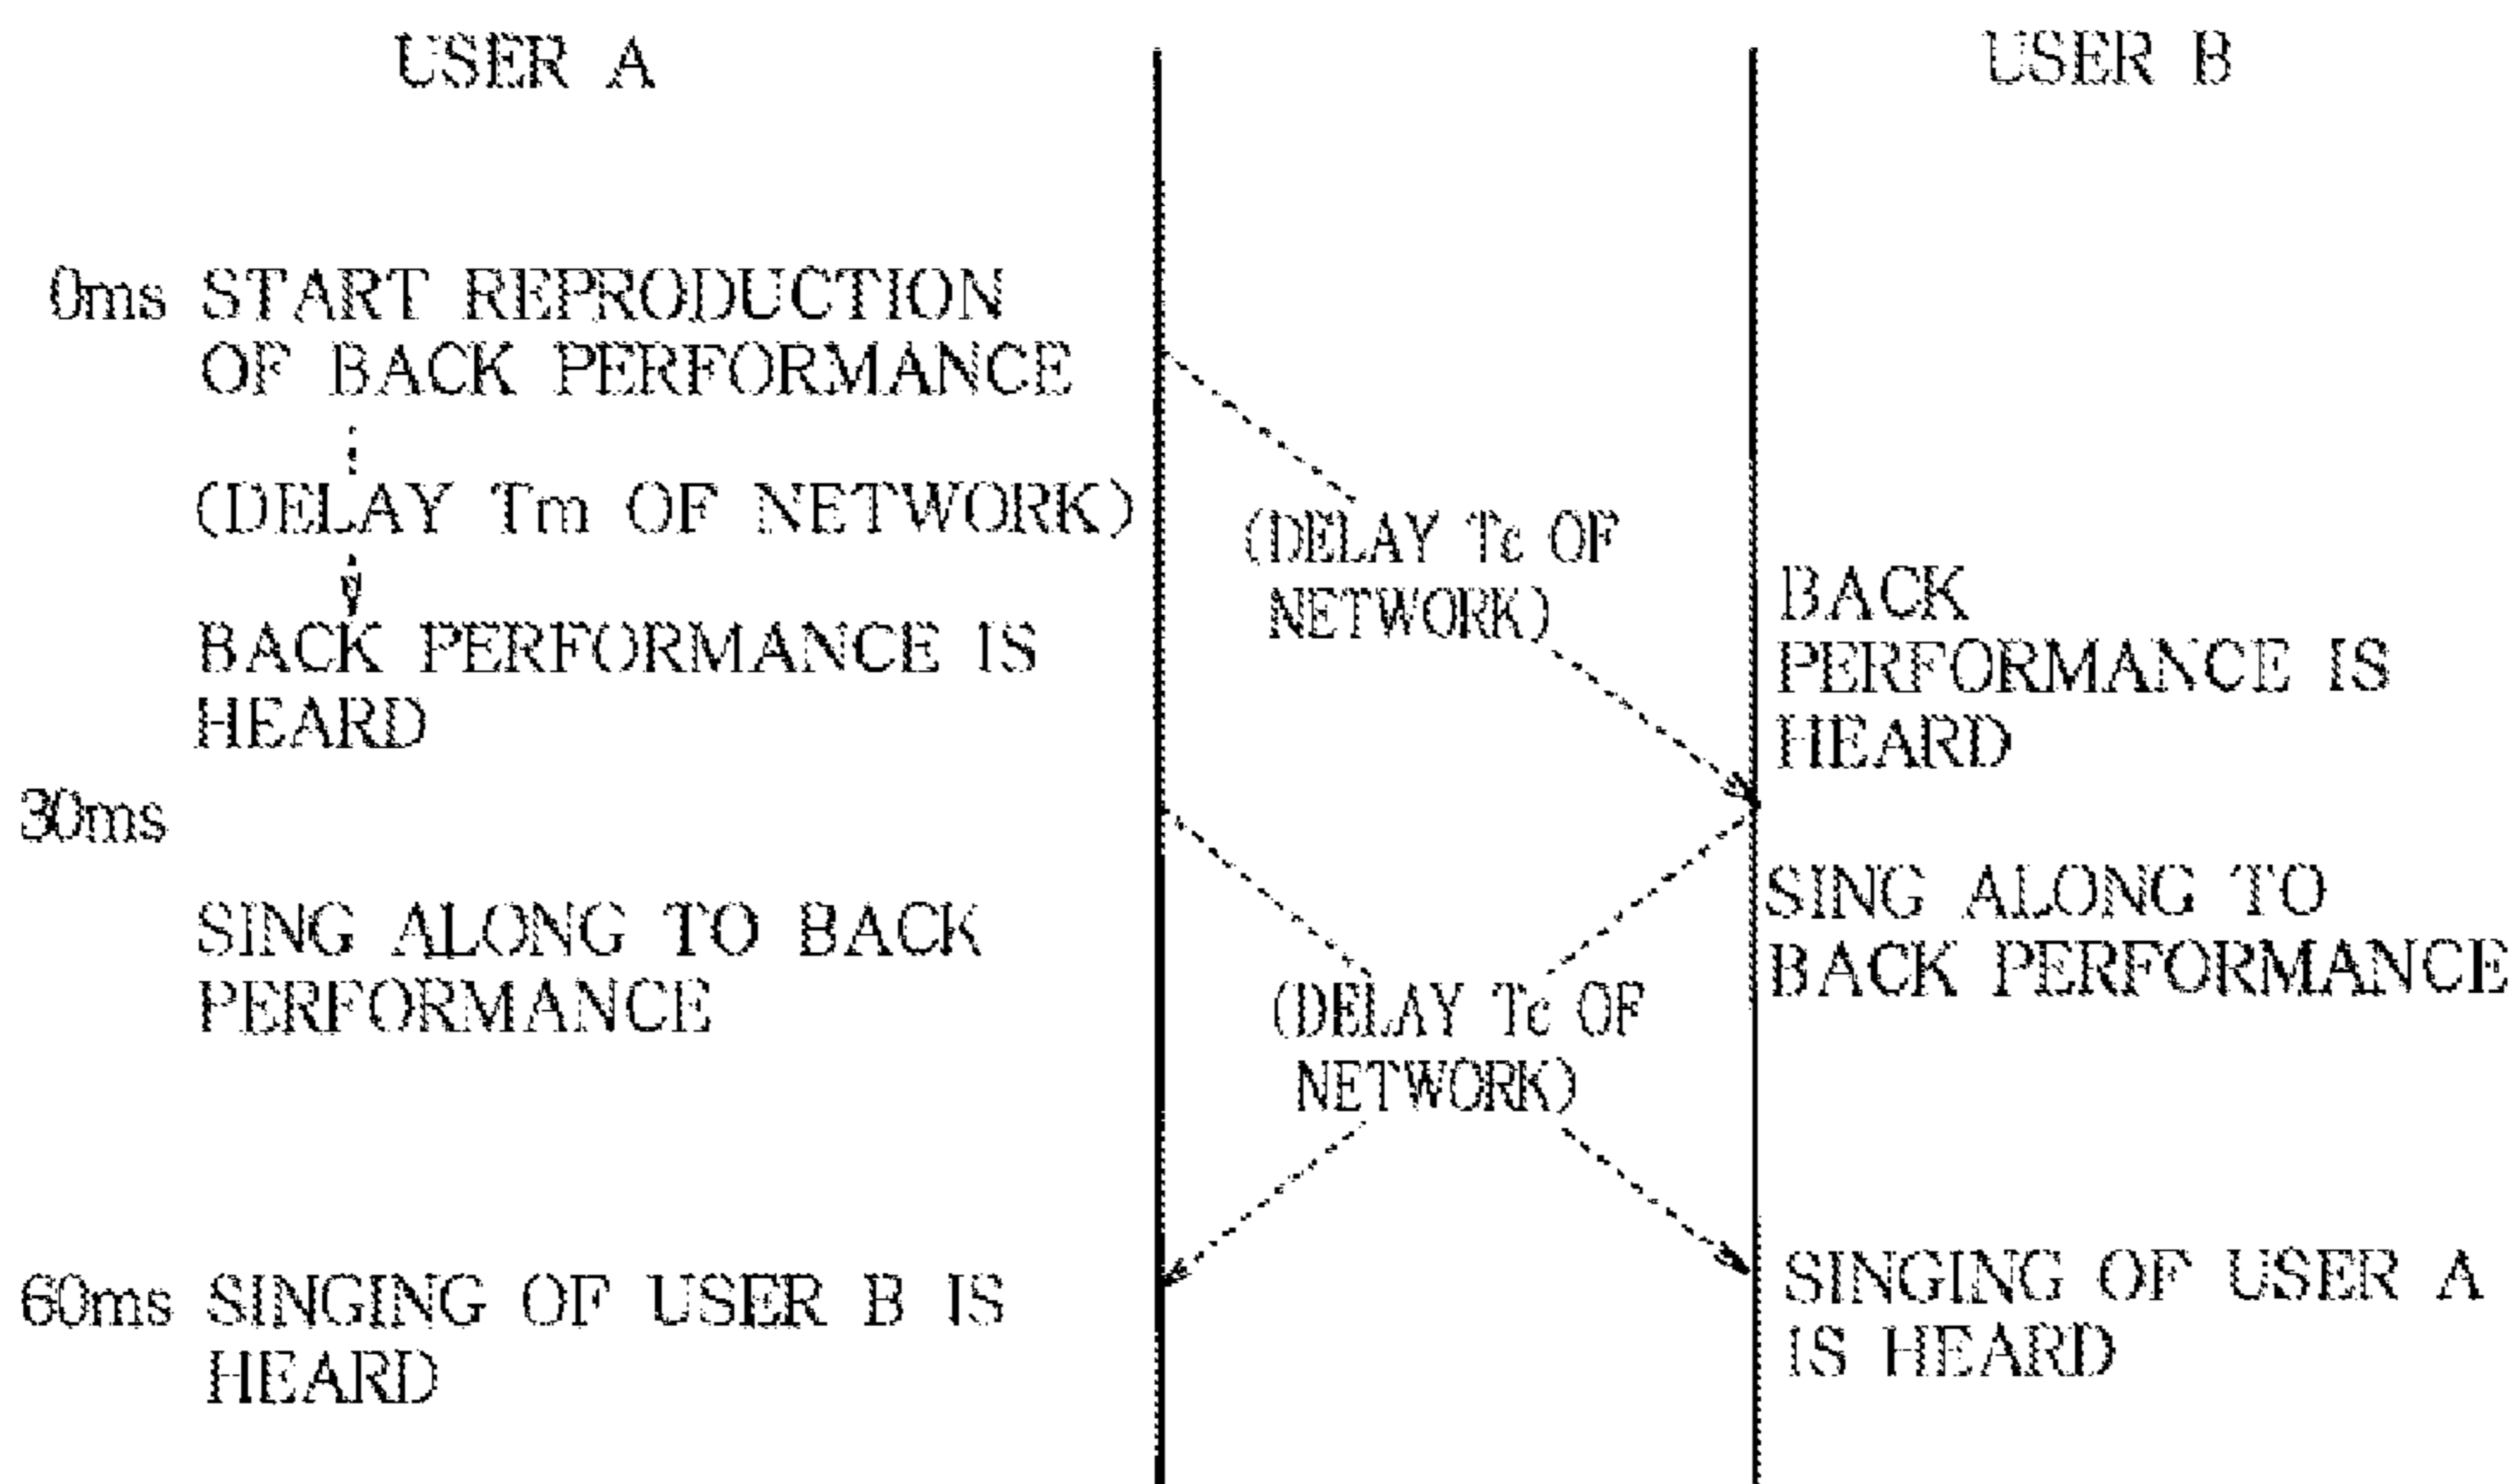 USER A
USER B
0ms START REPRODUCTION
OF BACK PERFORMANCE
(DELAY Tm OF NETWORK)
BACK PERFORMANCE IS
HEARD
30ms
SING ALONG TO BACK
PERFORMANCE
60ms SINGING OF USER B IS
HEARD
(DELAY Tc OF
NETWORK)
(DELAY Tc OF
NETWORK)
BACK
PERFORMANCE IS
HEARD
SING ALONG TO
BACK PERFORMANCE
SINGING OF USER A
IS HEARD